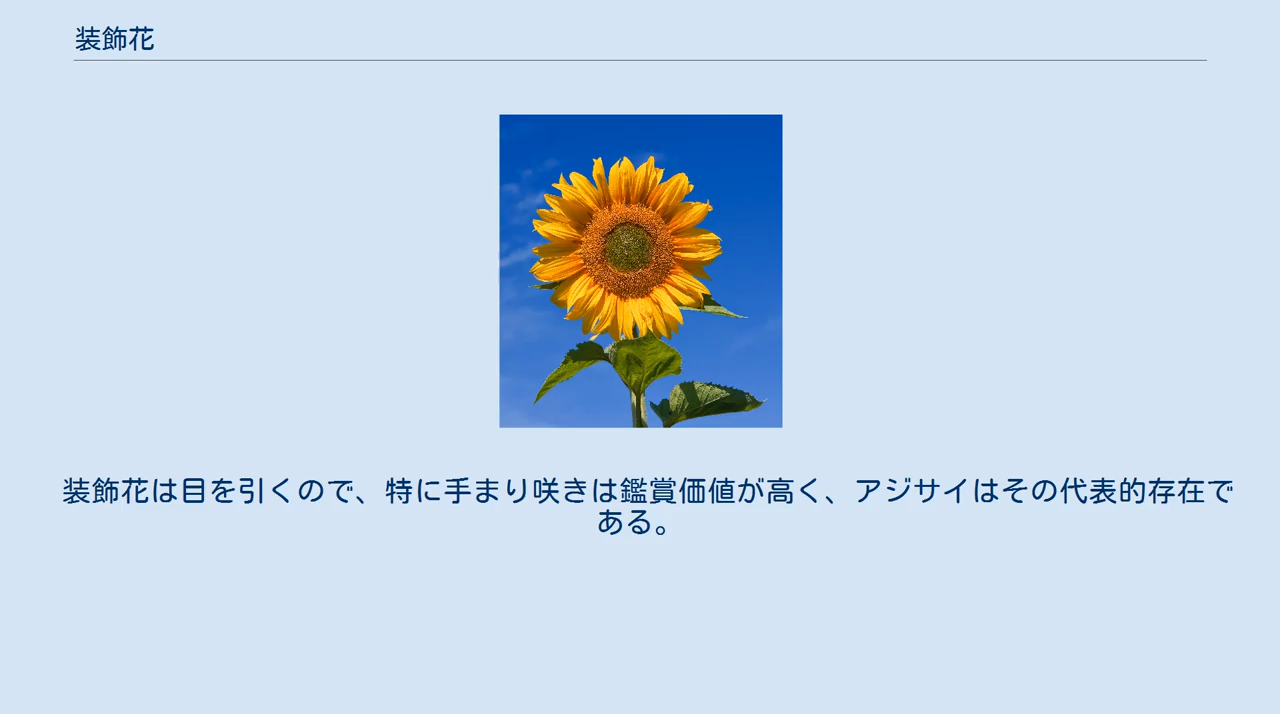 装飾花
装飾花は目を引くので、特に手まり咲きは鑑賞価値が高く、アジサイはその代表的存在で
ある。